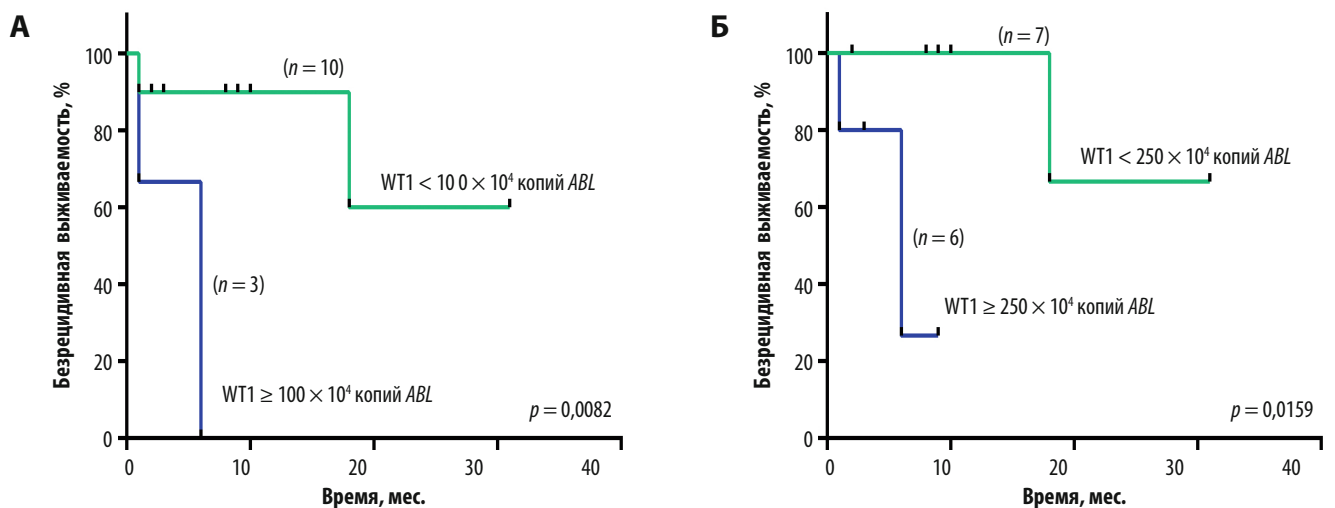 А
Безрецидивная выживаемость, %
100
80
60
40
20
0
(n = 10)
WT1 < 10 0 × 10⁴ копий ABL
(n = 3)
WT1 ≥ 100 × 10⁴ копий ABL
p = 0,0082
0 10 20 30 40
Время, мес.
Б
Безрецидивная выживаемость, %
100
80
60
40
20
0
(n = 7)
WT1 < 250 × 10⁴ копий ABL
(n = 6)
WT1 ≥ 250 × 10⁴ копий ABL
p = 0,0159
0 10 20 30 40
Время, мес.